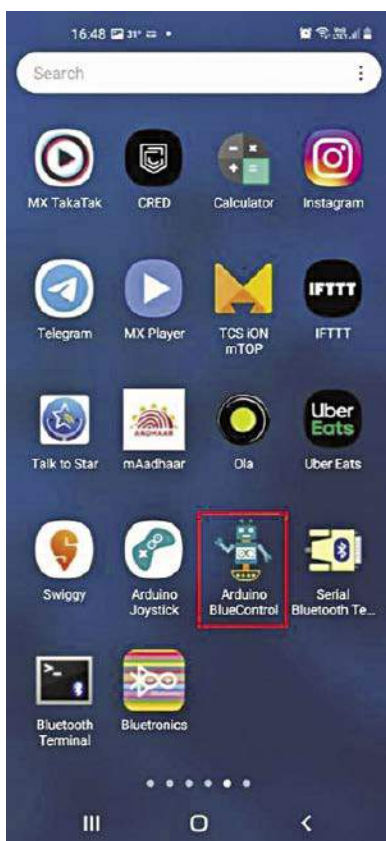 16:48 31°
Search
MX TakaTak CRED Calculator Instagram
IFTTT
Telegram MX Player TCS iON mTOP IFTTT
AADHAAR
Uber Eats
Talk to Star mAadhaar Ola Uber Eats
Swiggy Arduino Joystick Arduino BlueControl Serial Bluetooth Te...
>_
Bluetooth Terminal Bluetronics